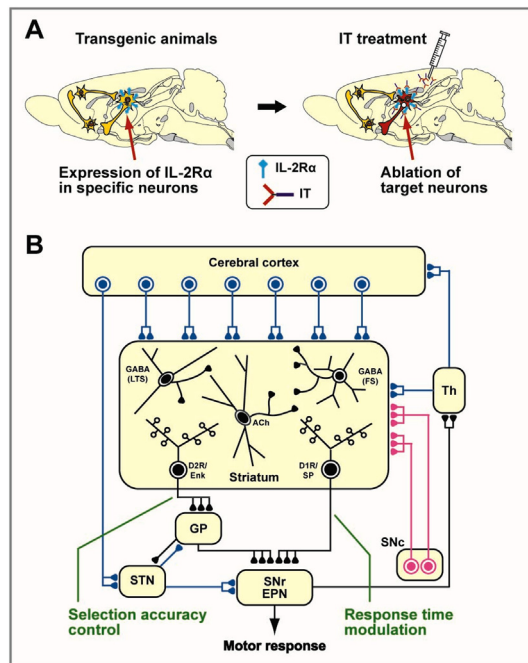 A
Transgenic animals
IT treatment
Expression of IL-2Rα
in specific neurons
IL-2Rα
IT
Ablation of
target neurons
B
Cerebral cortex
GABA
(LTS)
GABA
(FS)
ACh
Th
D2R/
Enk
Striatum
D1R/
SP
GP
SNc
STN
SNr
EPN
Selection accuracy
control
Response time
modulation
Motor response